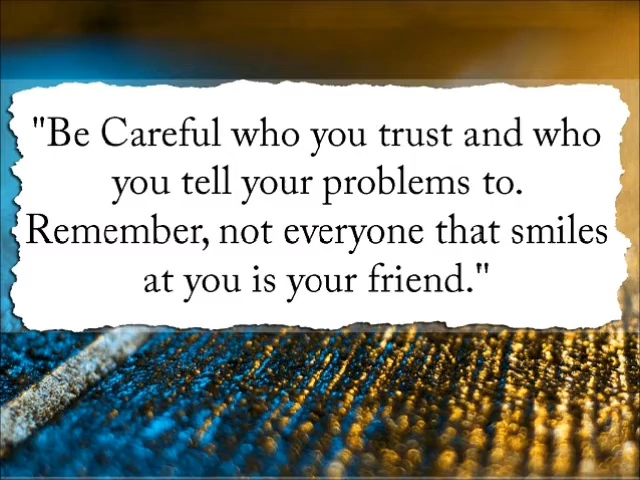 "Be Careful who you trust and who
you tell your problems to.
Remember, not everyone that smiles
at you is your friend."